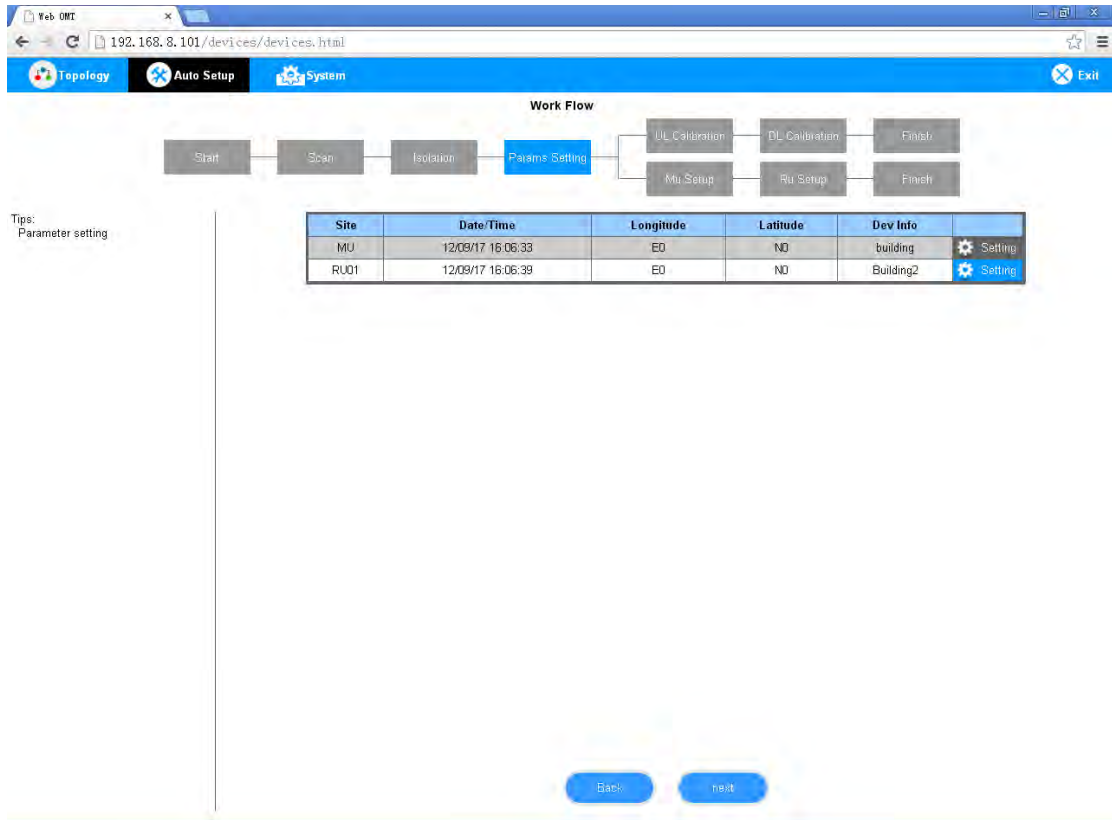 Web OMT
192.168.8.101/devices/devices.html
Topology Auto Setup System Exit
Work Flow
UL Calibration DL Calibration Finish
Start Scan Isolation Params Setting
Mu Setup Ru Setup Finish
Tips:
Parameter setting
Site Date/Time Longitude Latitude Dev Info
MU 12/09/17 16:06:33 E0 N0 building Setting
RU01 12/09/17 16:06:39 E0 N0 Building2 Setting
Back next